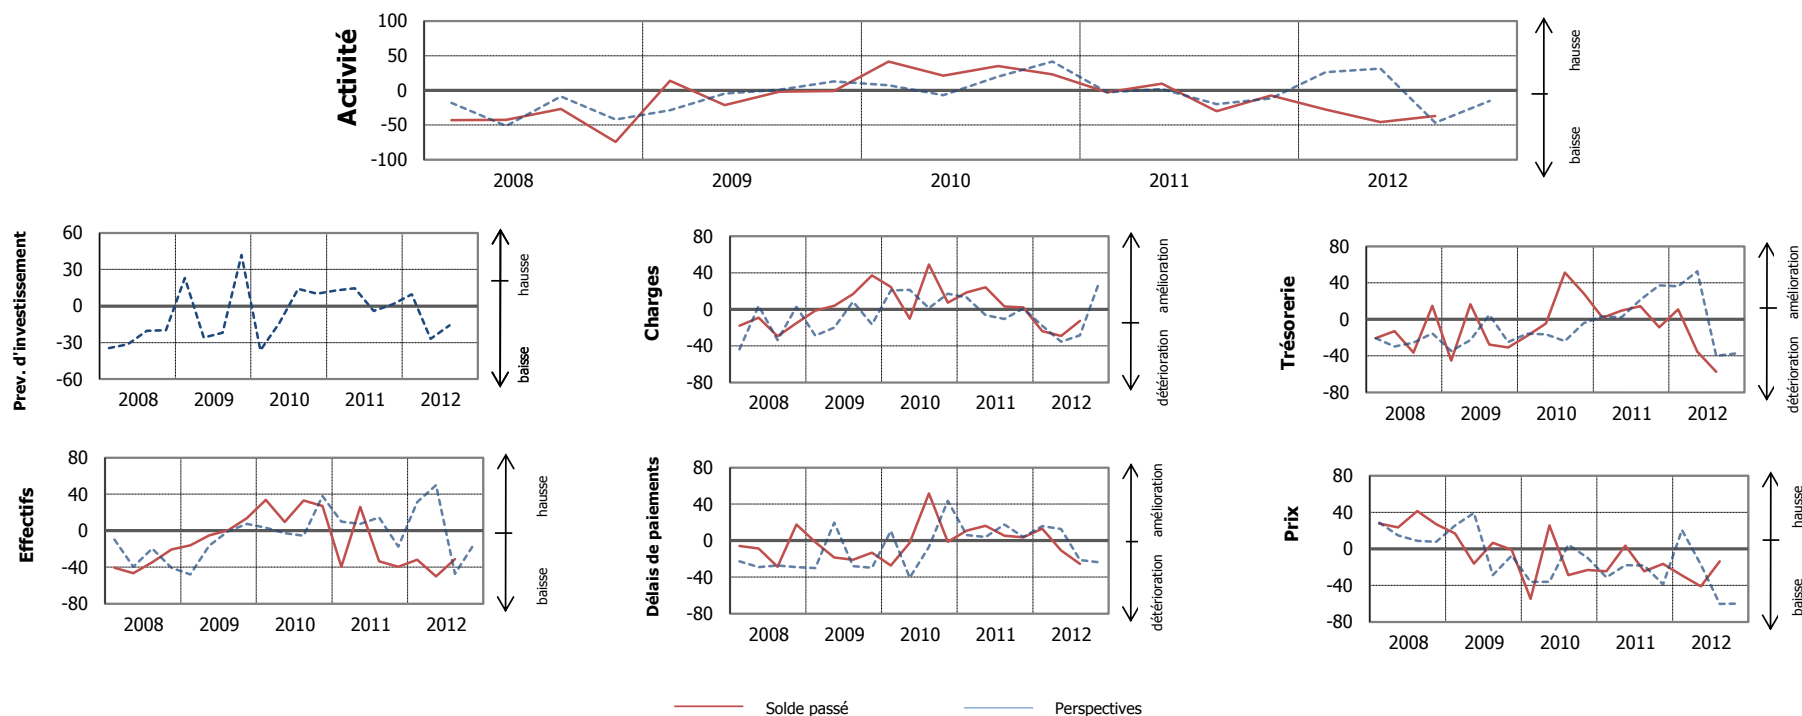 Activité
100
50
0
-50
-100
2008 2009 2010 2011 2012
hausse
baisse
Prev. d'investissement
60
30
0
-30
-60
2008 2009 2010 2011 2012
hausse
baisse
Charges
80
40
0
-40
-80
2008 2009 2010 2011 2012
amélioration
détérioration
Trésorerie
80
40
0
-40
-80
2008 2009 2010 2011 2012
amélioration
détérioration
Effectifs
80
40
0
-40
-80
2008 2009 2010 2011 2012
hausse
baisse
Délais de paiements
80
40
0
-40
-80
2008 2009 2010 2011 2012
amélioration
détérioration
Prix
80
40
0
-40
-80
2008 2009 2010 2011 2012
hausse
baisse
Solde passé Perspectives